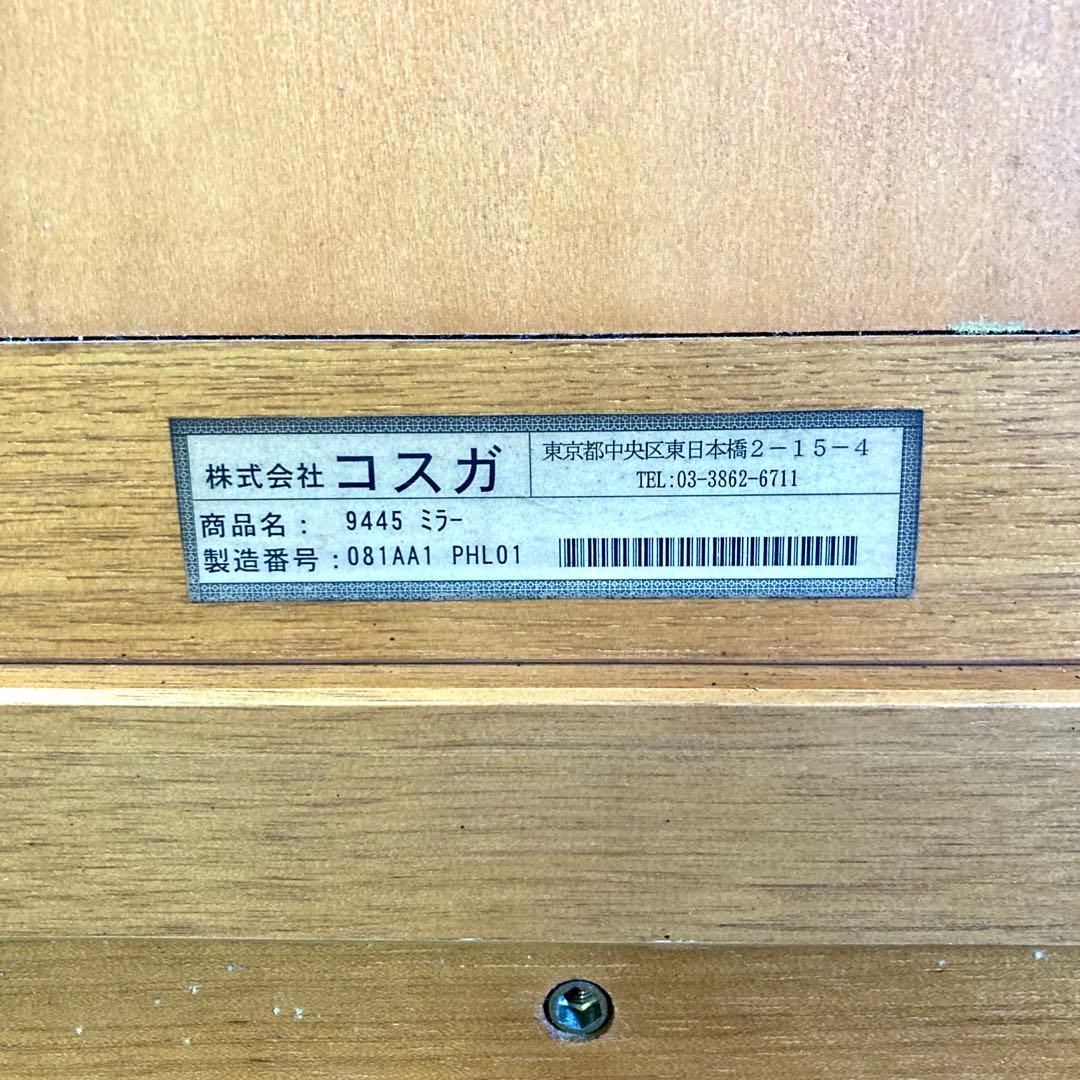 株式会社 コスガ
東京都中央区東日本橋2-15-4
TEL:03-3862-6711
商品名: 9445 ﾐﾗｰ
製造番号:081AA1 PHL01